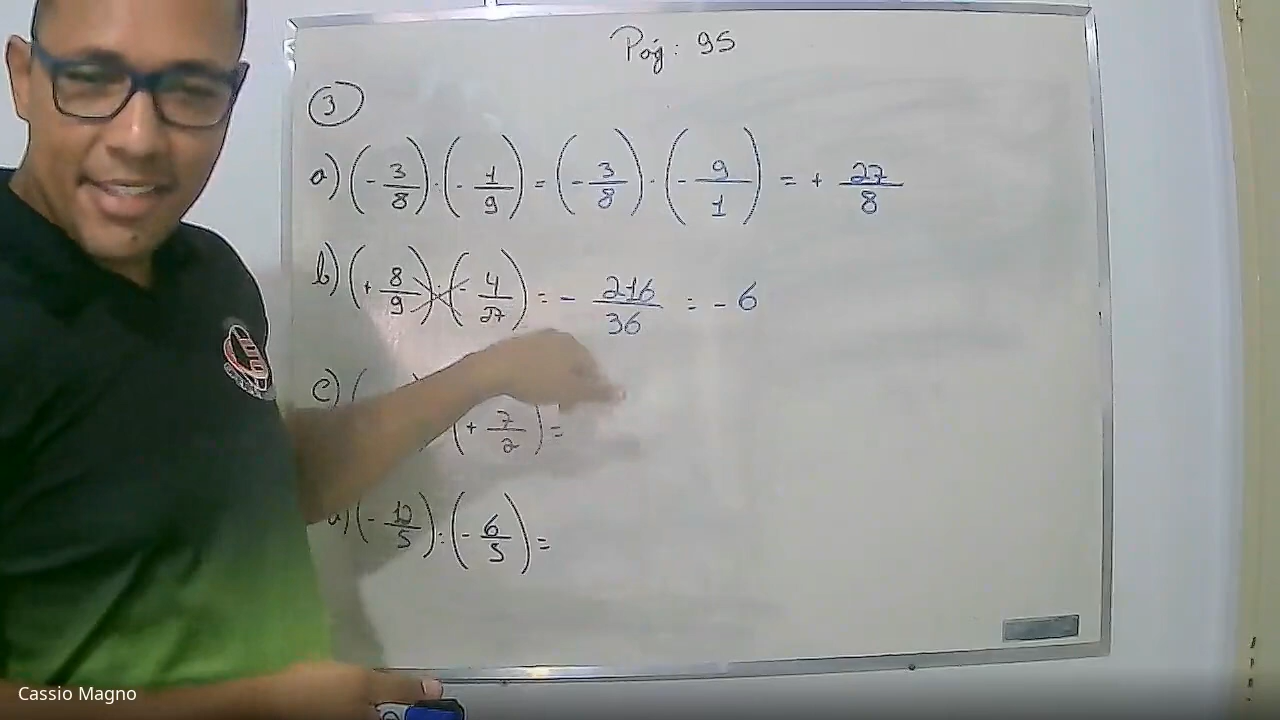 Pág: 95
3
a) (- 3/8) : (- 1/9) = (- 3/8) . (- 9/1) = + 27/8
b) (+ 8/9) : (- 4/27) = - 216/36 = - 6
c) ( (+ 7/2) =
d) (- 12/5) : (- 6/5) =
Cassio Magno